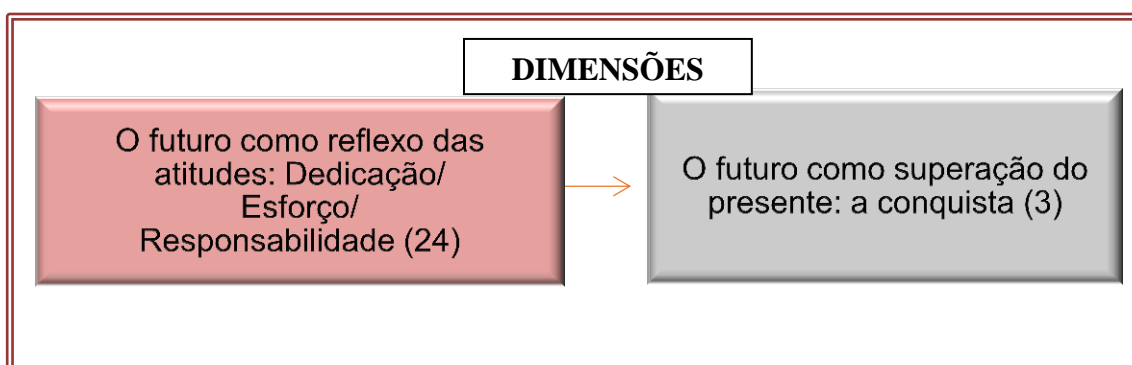 DIMENSÕES
O futuro como reflexo das
atitudes: Dedicação/
Esforço/
Responsabilidade (24)
O futuro como superação do
presente: a conquista (3)